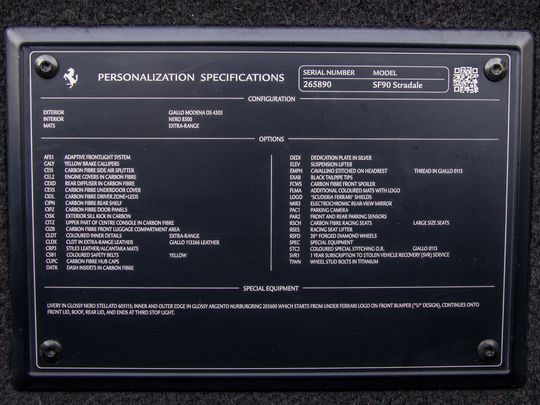 PERSONALIZATION SPECIFICATIONS
SERIAL NUMBER MODEL
265890 SF90 Stradale
CONFIGURATION
EXTERIOR GIALLO MODENA DS 4305
INTERIOR NERO 8500
MATS EXTRA-RANGE
OPTIONS
AFS1 ADAPTIVE FRONTLIGHT SYSTEM
CALY YELLOW BRAKE CALLIPERS
CEIS CARBON FIBRE SIDE AIR SPLITTER
CEL2 ENGINE COVERS IN CARBON FIBRE
CEXD REAR DIFFUSER IN CARBON FIBRE
CEXS CARBON FIBRE UNDERDOOR COVER
CIDL CARBON FIBRE DRIVER ZONE+LEDS
CIPN CARBON FIBRE REAR SHELF
CIPZ CARBON FIBRE DOOR PANELS
CISK EXTERIOR SILL KICK IN CARBON
CITZ UPPER PART OF CENTRE CONSOLE IN CARBON FIBRE
CIZB CARBON FIBRE FRONT LUGGAGE COMPARTMENT AREA
CLDT COLOURED INNER DETAILS EXTRA-RANGE
CLDX CLDT IN EXTRA-RANGE LEATHER GIALLO 113266 LEATHER
CRP3 STILES LEATHER/ALCANTARA MATS
CSB1 COLOURED SAFETY BELTS YELLOW
CUPC CARBON FIBRE HUB CAPS
DATR DASH INSERTS IN CARBON FIBRE
DEDI DEDICATION PLATE IN SILVER
ELEV SUSPENSION LIFTER
EMPH CAVALLINO STITCHED ON HEADREST THREAD IN GIALLO 0113
EXAB BLACK TAILPIPE TIPS
FCWS CARBON FIBRE FRONT SPOILER
FLMA ADDITIONAL COLOURED MATS WITH LOGO
LOGO "SCUDERIA FERRARI" SHIELDS
MIR3 ELECTROCHROMIC REAR-VIEW MIRROR
PAC1 PARKING CAMERA
PAR2 FRONT AND REAR PARKING SENSORS
RSCH CARBON FIBRE RACING SEATS LARGE SIZE SEATS
RSES RACING SEAT LIFTER
RSFO 20" FORGED DIAMOND WHEELS
SPEC SPECIAL EQUIPMENT
STC2 COLOURED SPECIAL STITCHING O.R. GIALLO 0113
SVR1 1 YEAR SUBSCRIPTION TO STOLEN VEHICLE RECOVERY (SVR) SERVICE
TIWN WHEEL STUD BOLTS IN TITANIUM
SPECIAL EQUIPMENT
LIVERY IN GLOSSY NERO STELLATO 605115; INNER AND OUTER EDGE IN GLOSSY ARGENTO NURBURGRING 205600 WHICH STARTS FROM UNDER FERRARI LOGO ON FRONT BUMPER ("U" DESIGN), CONTINUES ONTO
FRONT LID, ROOF, REAR LID, AND ENDS AT THIRD STOP LIGHT.